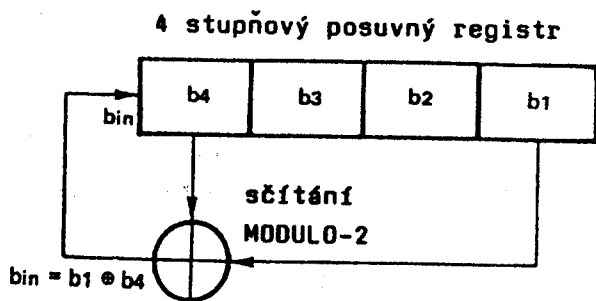 4 stupňový posuvný registr
b4 b3 b2 b1
bin
sčítání
MODULO-2
bin = b1 ⊕ b4